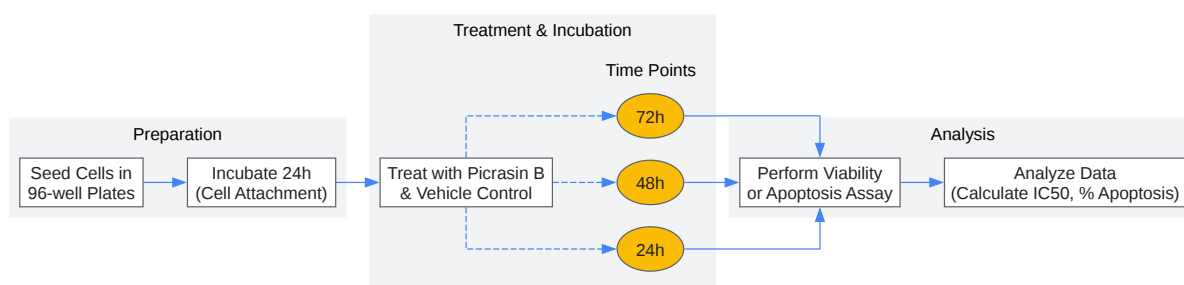 Treatment & Incubation
Time Points
72h
Preparation
Analysis
Seed Cells in
96-well Plates
Incubate 24h
(Cell Attachment)
Treat with Picrasin B
& Vehicle Control
48h
Perform Viability
or Apoptosis Assay
Analyze Data
(Calculate IC50, % Apoptosis)
24h